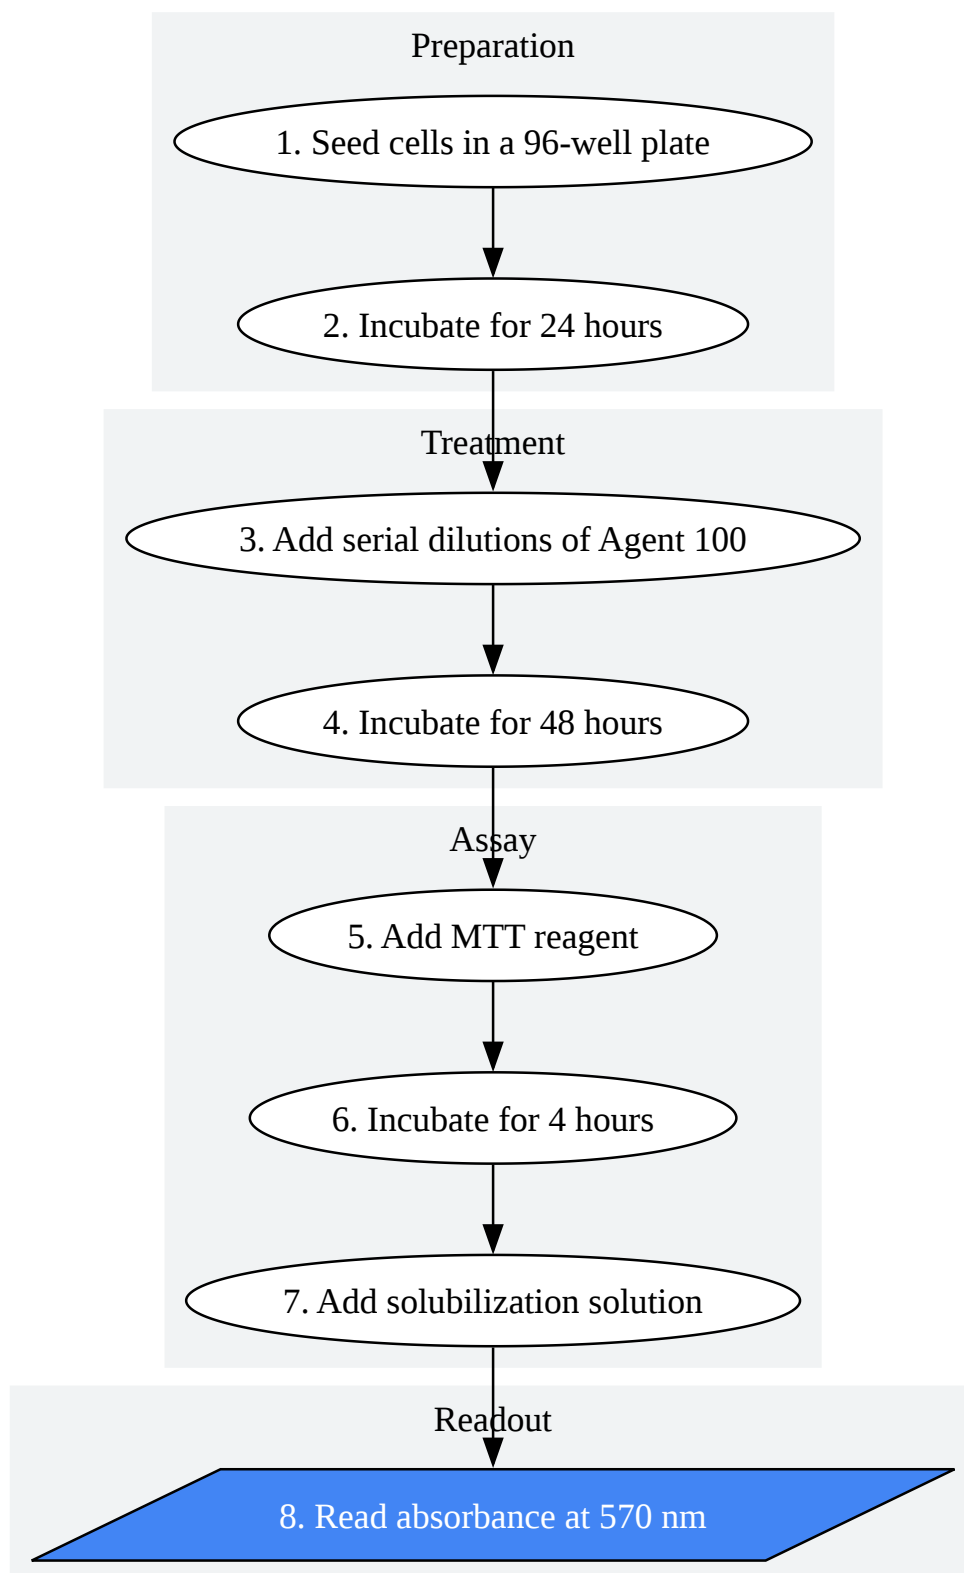 Preparation
1. Seed cells in a 96-well plate
2. Incubate for 24 hours
Treatment
3. Add serial dilutions of Agent 100
4. Incubate for 48 hours
Assay
5. Add MTT reagent
6. Incubate for 4 hours
7. Add solubilization solution
Readout
8. Read absorbance at 570 nm